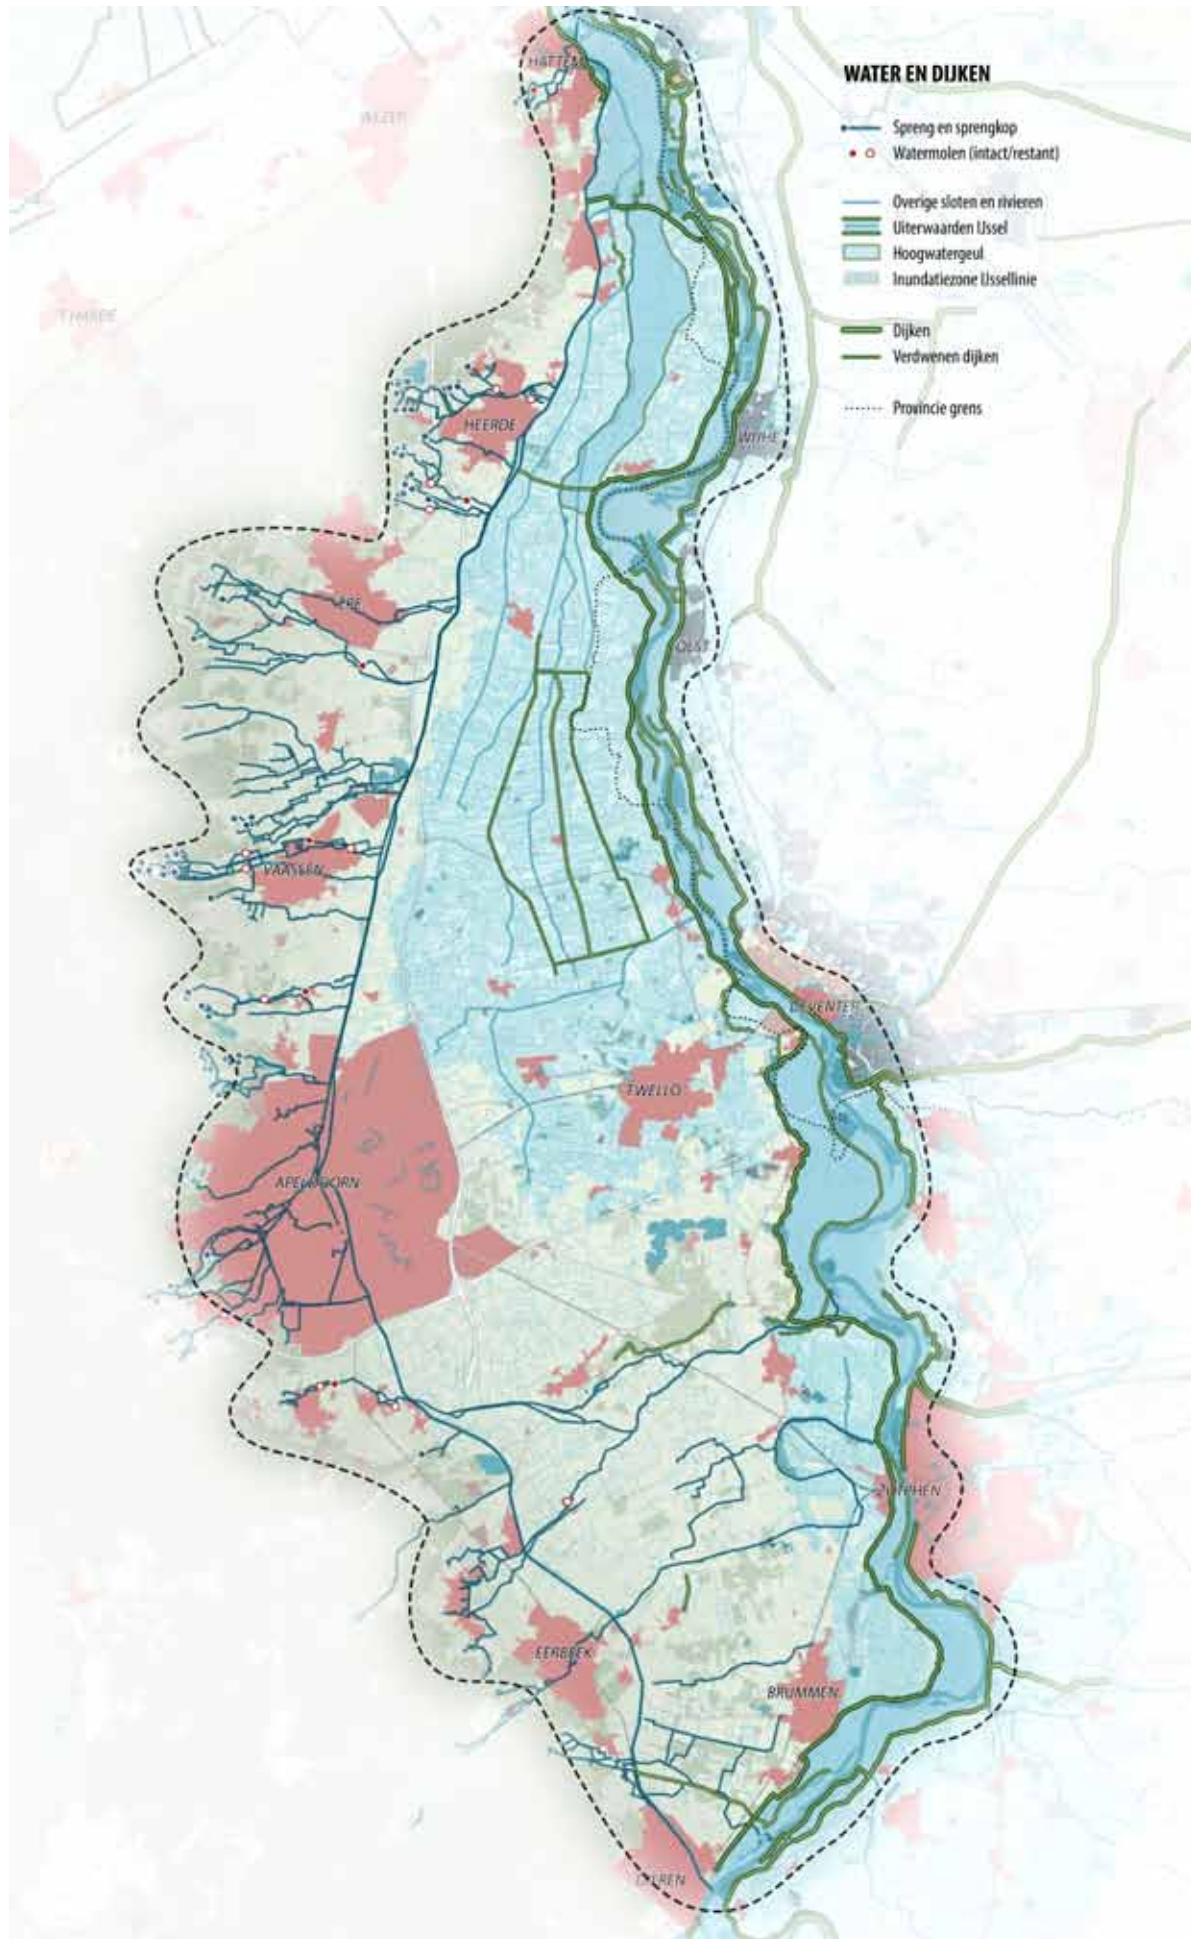 HATTEM
WEZEP
WATER EN DIJKEN
Spreng en sprengkop
Watermolen (intact/restant)
Overige sloten en rivieren
Uiterwaarden IJssel
Hoogwatergeul
Inundatiezone IJssellinie
Dijken
Verdwenen dijken
Provincie grens
HEERDE
WIJHE
EPE
OLST
VAASSEN
DEVENTER
TWELLO
APELDOORN
ZUTPHEN
EERBEEK
BRUMMEN
DIEREN